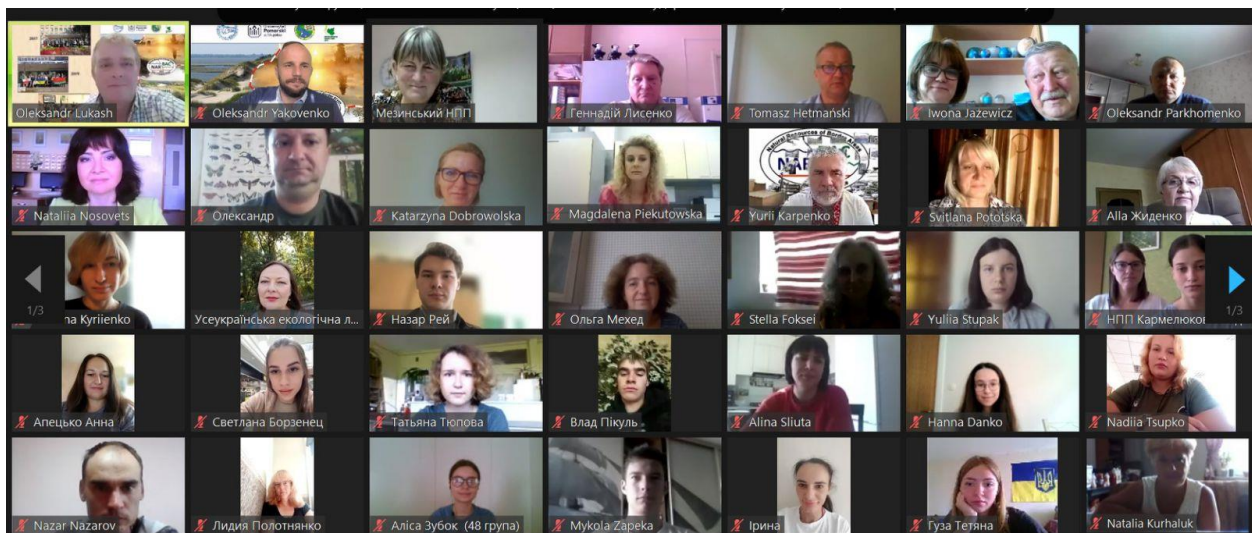 Oleksandr Lukash
Oleksandr Yakovenko
Мезинський НПП
Геннадій Лисенко
Tomasz Hetmański
Iwona Jażewicz
Oleksandr Parkhomenko
Nataliia Nosovets
Олександр
Katarzyna Dobrowolska
Magdalena Piekutowska
Yurii Karpenko
Svitlana Pototska
Alla Жиденко
1/3
na Kyriienko
Усеукраїнська екологічна л...
Назар Рей
Ольга Мехед
Stella Foksei
Yuliia Stupak
НПП Кармелюков
1/3
Апецько Анна
Светлана Борзенец
Татьяна Тюпова
Влад Пікуль
Alina Sliuta
Hanna Danko
Nadiia Tsupko
Nazar Nazarov
Лидия Полотнянко
Аліса Зубок (48 група)
Mykola Zapeka
Ірина
Гуза Тетяна
Natalia Kurhaluk